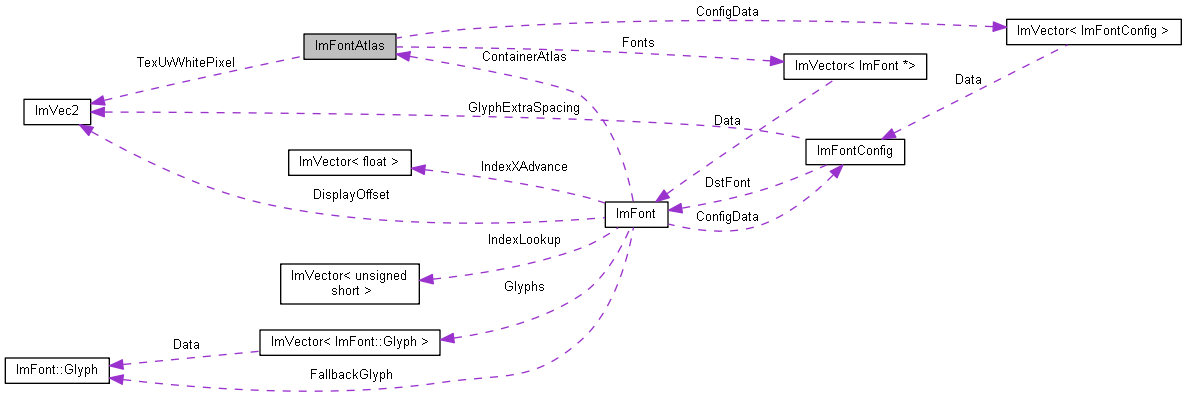 ConfigData
ImVector< ImFontConfig >
ImFontAtlas
Fonts
ContainerAtlas
TexUvWhitePixel
ImVector< ImFont *>
Data
ImVec2
GlyphExtraSpacing
Data
ImFontConfig
ImVector< float >
IndexXAdvance
DstFont
DisplayOffset
ImFont
ConfigData
IndexLookup
ImVector< unsigned
short >
Glyphs
ImVector< ImFont::Glyph >
Data
ImFont::Glyph
FallbackGlyph